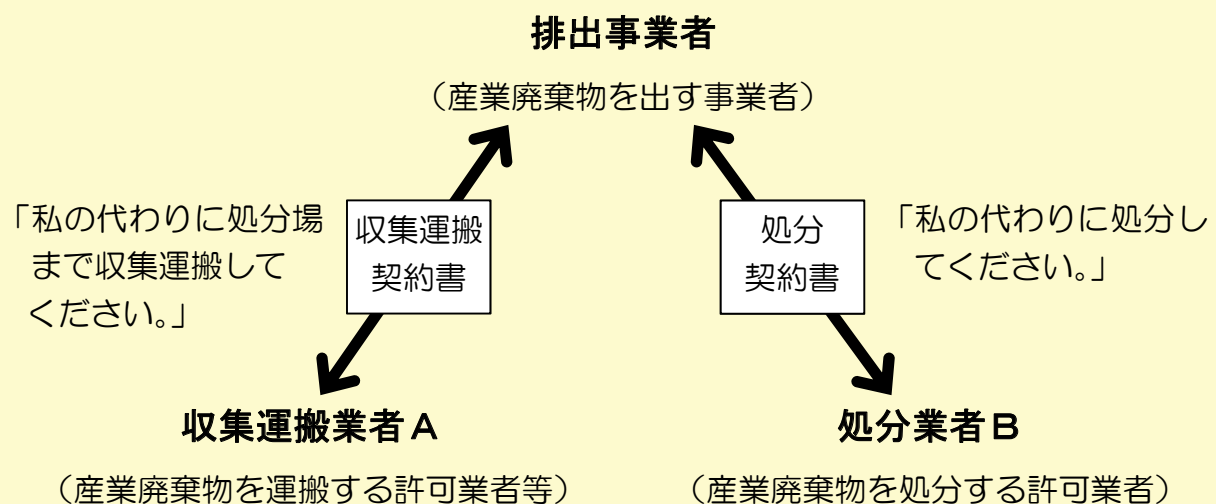 排出事業者
（産業廃棄物を出す事業者）
「私の代わりに処分場
まで収集運搬して
ください。」
収集運搬
契約書
処分
契約書
「私の代わりに処分し
てください。」
収集運搬業者Ａ
（産業廃棄物を運搬する許可業者等）
処分業者Ｂ
（産業廃棄物を処分する許可業者）